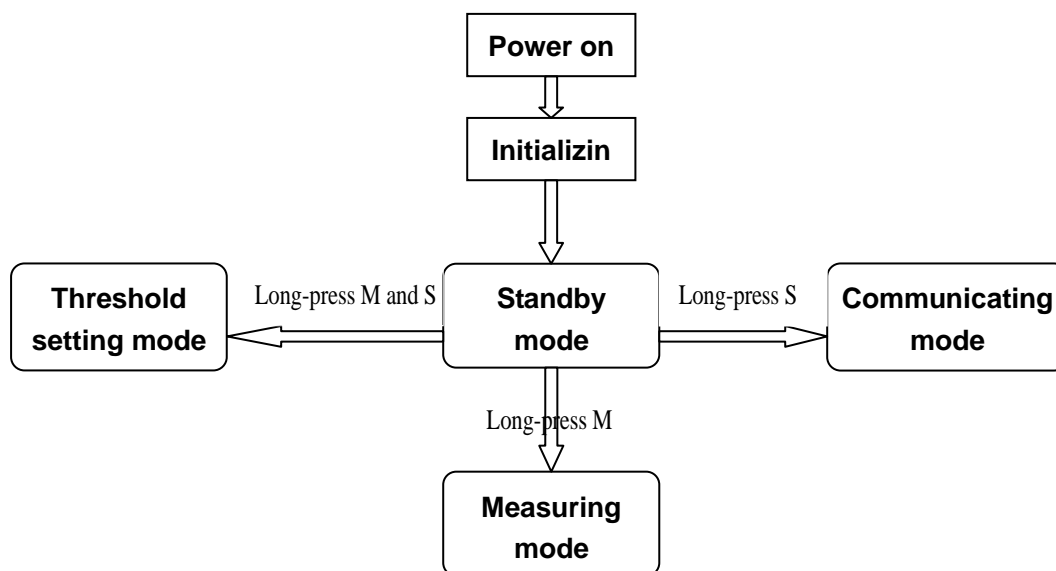 Power on
Initializin
Threshold
setting mode
Long-press M and S
Standby
mode
Long-press S
Communicating
mode
Long-press M
Measuring
mode